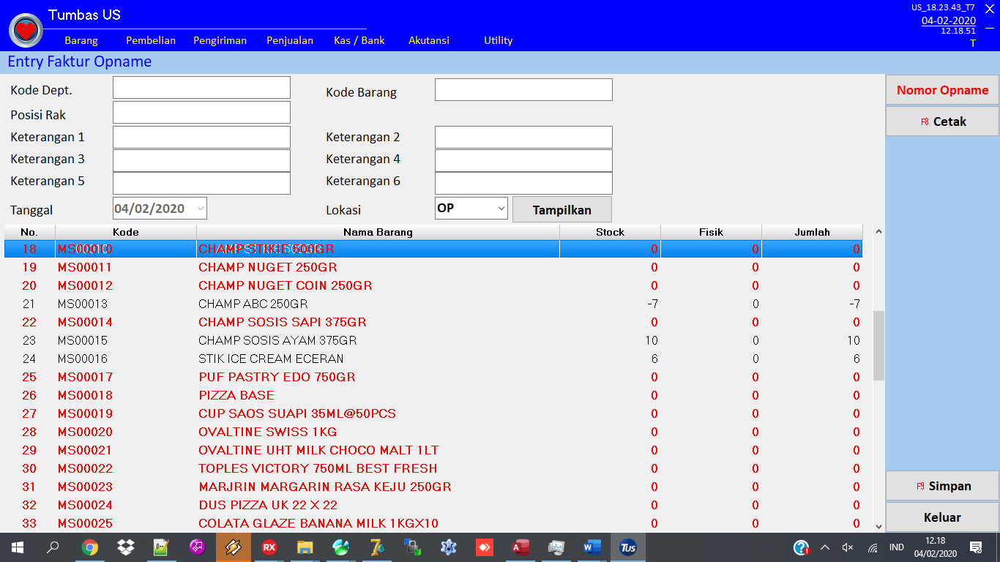 Tumbas US
US_18.23.43_T7
04-02-2020
12.18.51
T
Barang Pembelian Pengiriman Penjualan Kas / Bank Akutansi Utility
Entry Faktur Opname
Kode Dept. Kode Barang
Posisi Rak
Keterangan 1 Keterangan 2
Keterangan 3 Keterangan 4
Keterangan 5 Keterangan 6
Tanggal 04/02/2020 Lokasi OP Tampilkan
Nomor Opname
F8 Cetak
No. Kode Nama Barang Stock Fisik Jumlah
18 MS00010 CHAMP STIKIE 500GR 0 0 0
19 MS00011 CHAMP NUGET 250GR 0 0 0
20 MS00012 CHAMP NUGET COIN 250GR 0 0 0
21 MS00013 CHAMP ABC 250GR -7 0 -7
22 MS00014 CHAMP SOSIS SAPI 375GR 0 0 0
23 MS00015 CHAMP SOSIS AYAM 375GR 10 0 10
24 MS00016 STIK ICE CREAM ECERAN 6 0 6
25 MS00017 PUF PASTRY EDO 750GR 0 0 0
26 MS00018 PIZZA BASE 0 0 0
27 MS00019 CUP SAOS SUAPI 35ML@50PCS 0 0 0
28 MS00020 OVALTINE SWISS 1KG 0 0 0
29 MS00021 OVALTINE UHT MILK CHOCO MALT 1LT 0 0 0
30 MS00022 TOPLES VICTORY 750ML BEST FRESH 0 0 0
31 MS00023 MARJRIN MARGARIN RASA KEJU 250GR 0 0 0
32 MS00024 DUS PIZZA UK 22 X 22 0 0 0
33 MS00025 COLATA GLAZE BANANA MILK 1KGX10 0 0 0
F9 Simpan
Keluar
RX
Tus
IND
12.18
04/02/2020